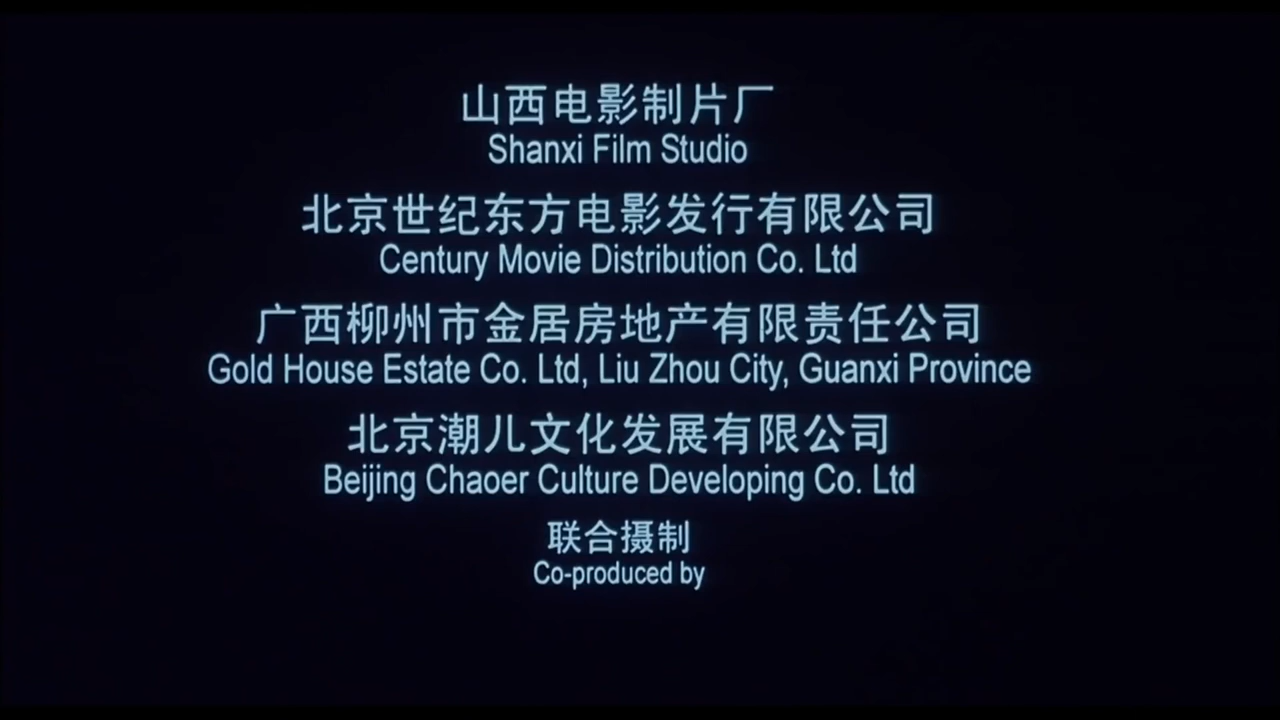 山西电影制片厂
Shanxi Film Studio
北京世纪东方电影发行有限公司
Century Movie Distribution Co. Ltd
广西柳州市金居房地产有限责任公司
Gold House Estate Co. Ltd, Liu Zhou City, Guanxi Province
北京潮儿文化发展有限公司
Beijing Chaoer Culture Developing Co. Ltd
联合摄制
Co-produced by